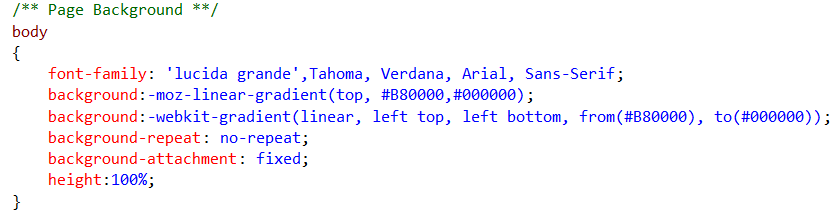 /** Page Background **/
body
{
    font-family: 'lucida grande',Tahoma, Verdana, Arial, Sans-Serif;
    background:-moz-linear-gradient(top, #B80000,#000000);
    background:-webkit-gradient(linear, left top, left bottom, from(#B80000), to(#000000));
    background-repeat: no-repeat;
    background-attachment: fixed;
    height:100%;
}